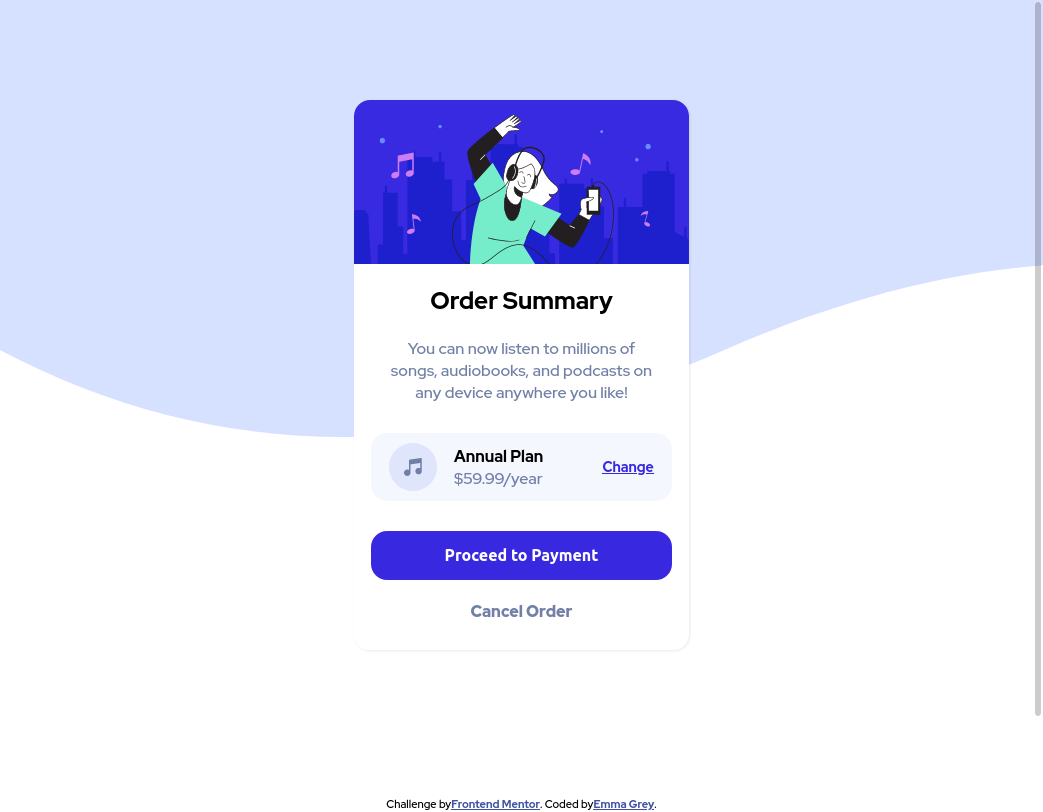 Order Summary
You can now listen to millions of
songs, audiobooks, and podcasts on
any device anywhere you like!
Annual Plan
$59.99/year
Change
Proceed to Payment
Cancel Order
Challenge byFrontend Mentor. Coded byEmma Grey.